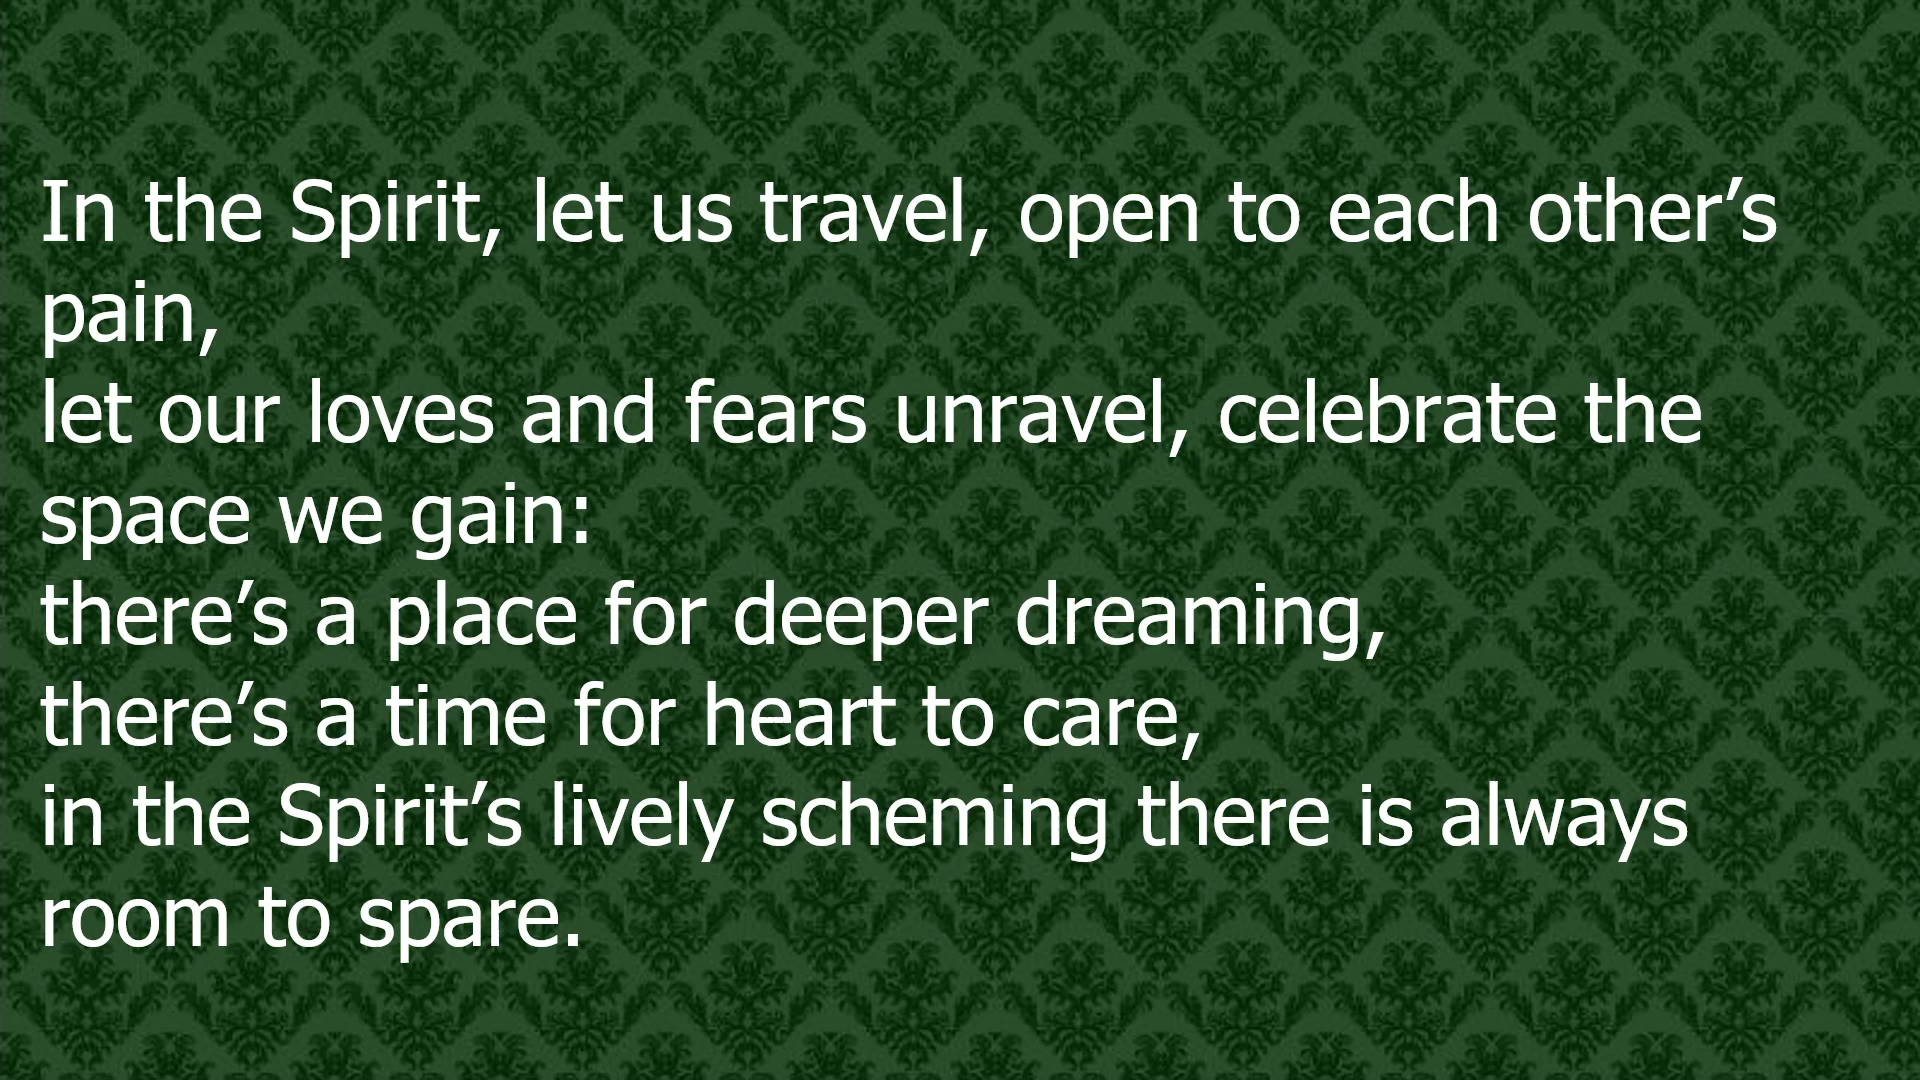 In the Spirit, let us travel, open to each other’s
pain,
let our loves and fears unravel, celebrate the
space we gain:
there’s a place for deeper dreaming,
there’s a time for heart to care,
in the Spirit’s lively scheming there is always
room to spare.